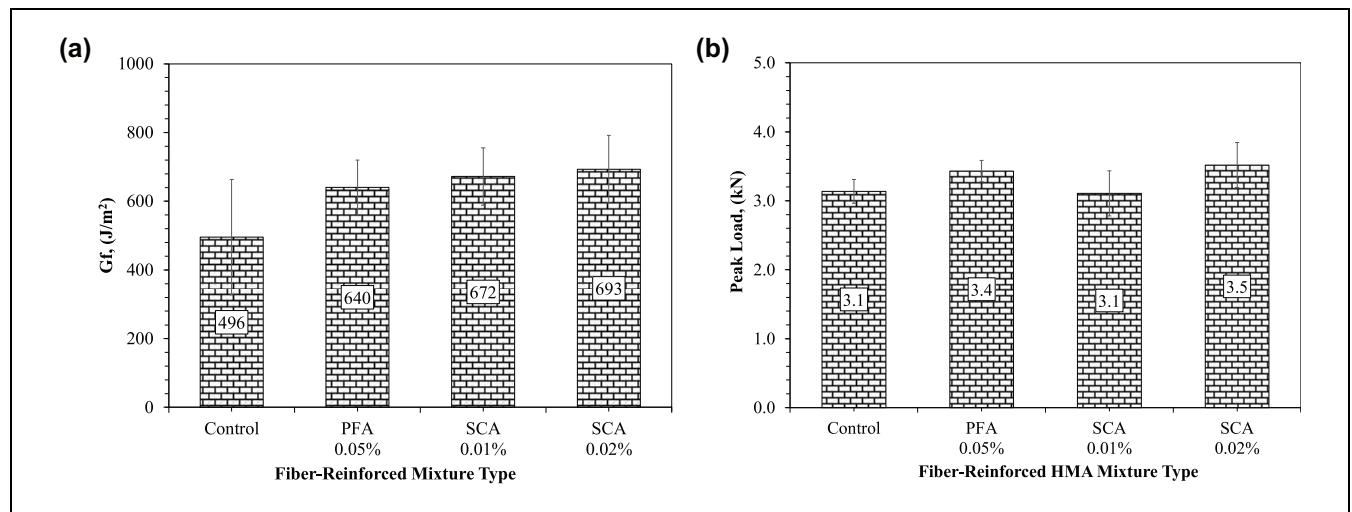 (a)
1000
800
600
400
200
0
Gf, (J/m²)
496
640
672
693
Control
PFA
0.05%
SCA
0.01%
SCA
0.02%
Fiber-Reinforced Mixture Type
(b)
5.0
4.0
3.0
2.0
1.0
0.0
Peak Load, (kN)
3.1
3.4
3.1
3.5
Control
PFA
0.05%
SCA
0.01%
SCA
0.02%
Fiber-Reinforced HMA Mixture Type